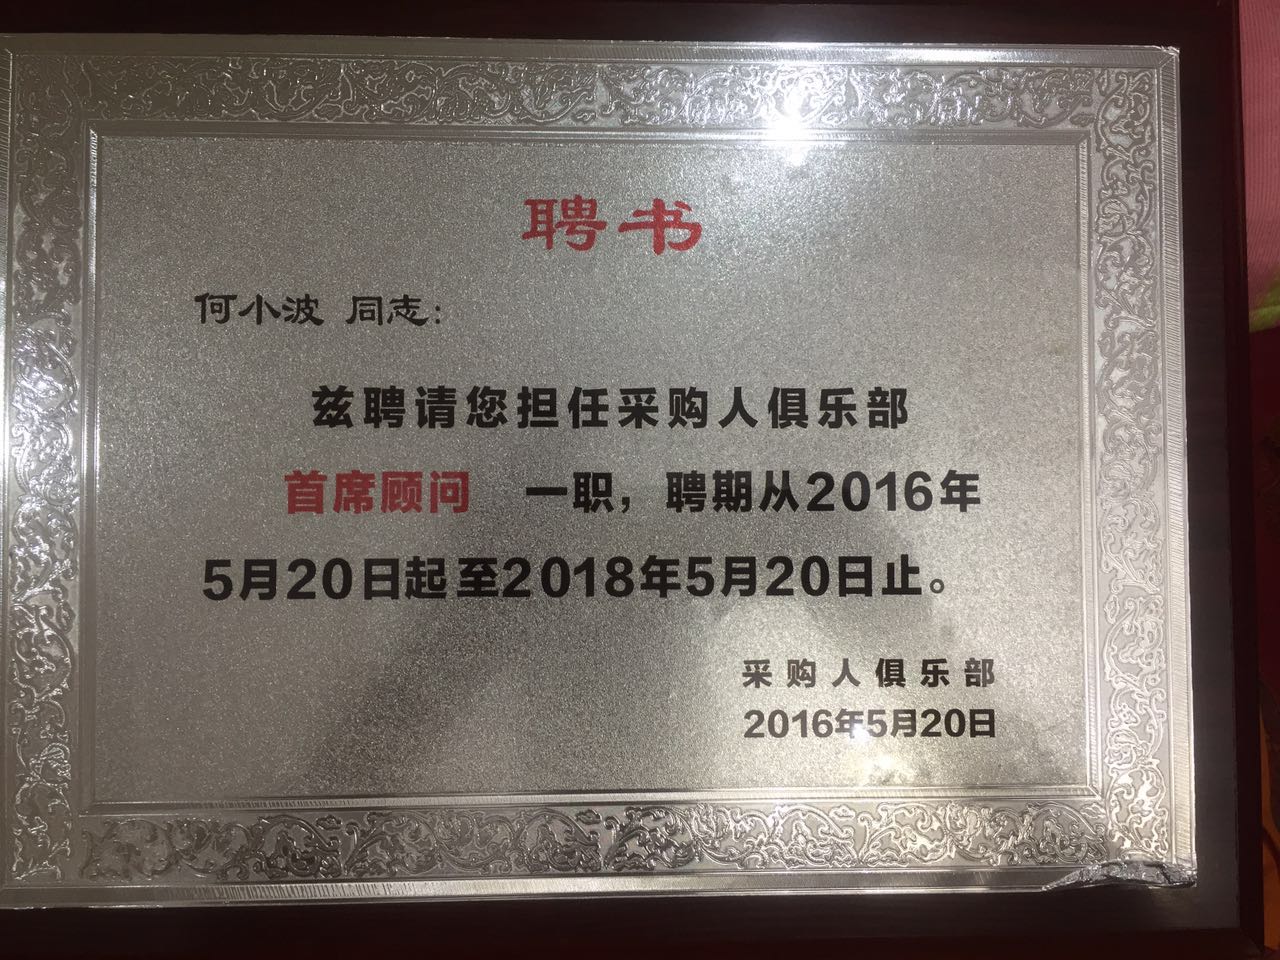 聘书
何小波 同志：
兹聘请您担任采购人俱乐部
首席顾问 一职，聘期从2016年
5月20日起至2018年5月20日止。
采购人俱乐部
2016年5月20日